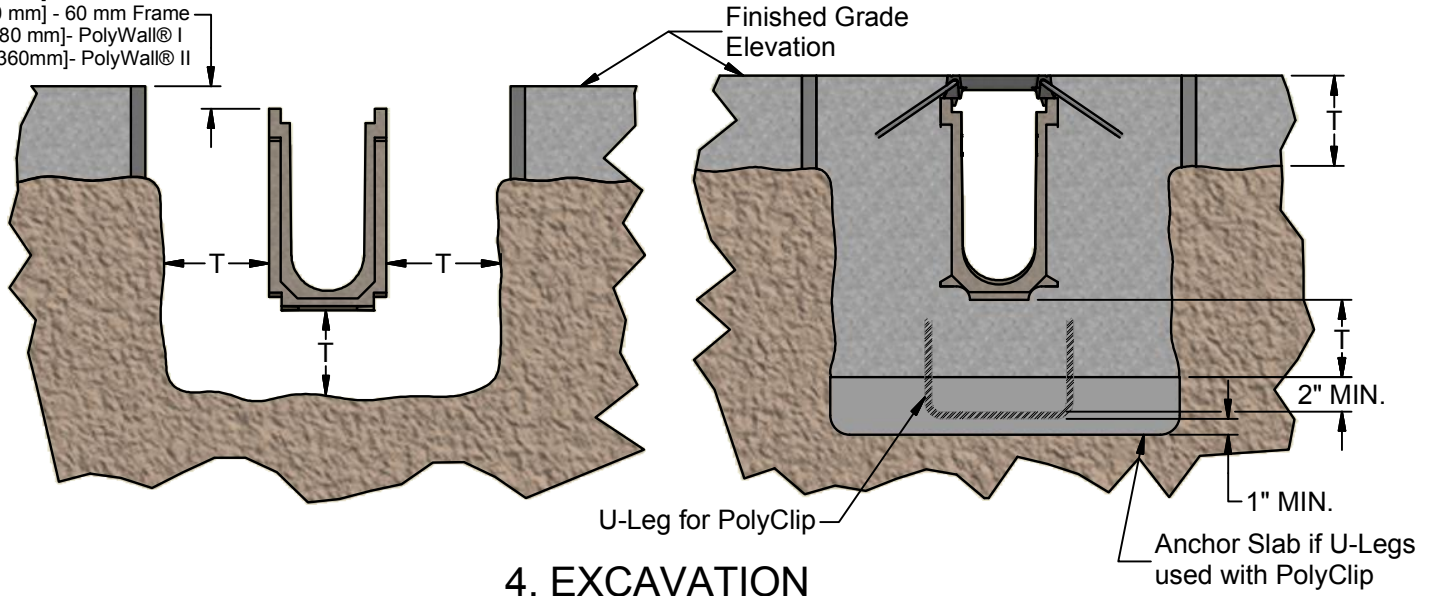 mm] - 60 mm Frame
80 mm]- PolyWall® I
360mm]- PolyWall® II
Finished Grade
Elevation
T
T
T
T
T
2" MIN.
1" MIN.
U-Leg for PolyClip
Anchor Slab if U-Legs
used with PolyClip
4. EXCAVATION